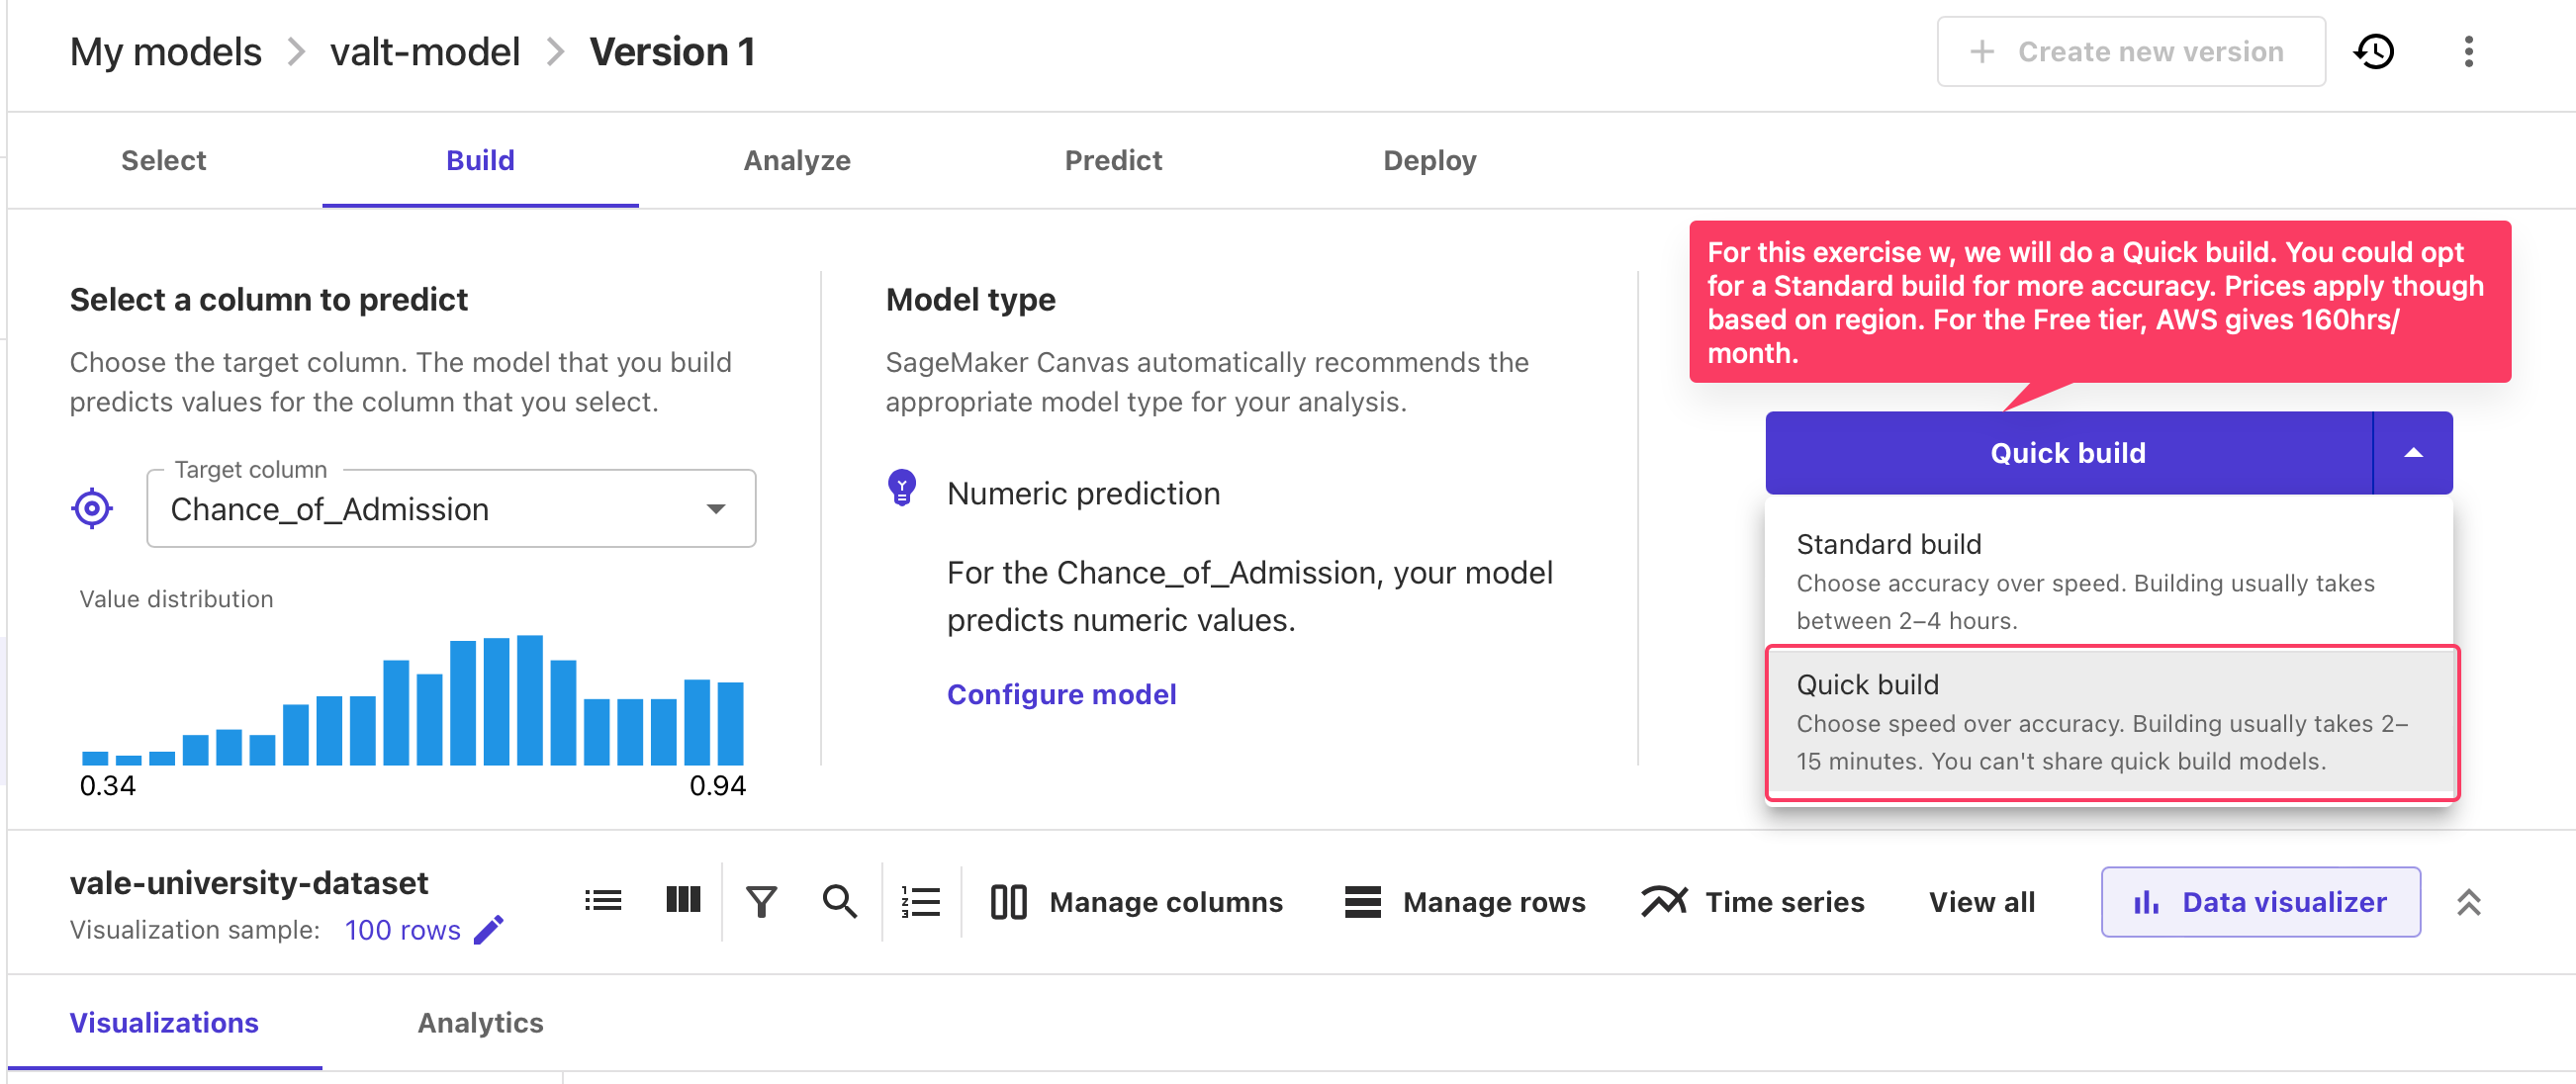 My models > valt-model > Version 1
+ Create new version
Select
Build
Analyze
Predict
Deploy
For this exercise w, we will do a Quick build. You could opt
for a Standard build for more accuracy. Prices apply though
based on region. For the Free tier, AWS gives 160hrs/
month.
Select a column to predict
Choose the target column. The model that you build
predicts values for the column that you select.
Target column
Chance_of_Admission
Value distribution
0.34
0.94
Model type
SageMaker Canvas automatically recommends the
appropriate model type for your analysis.
Numeric prediction
For the Chance_of_Admission, your model
predicts numeric values.
Configure model
Quick build
Standard build
Choose accuracy over speed. Building usually takes
between 2–4 hours.
Quick build
Choose speed over accuracy. Building usually takes 2–
15 minutes. You can't share quick build models.
vale-university-dataset
Visualization sample: 100 rows
Manage columns
Manage rows
Time series
View all
Data visualizer
Visualizations
Analytics